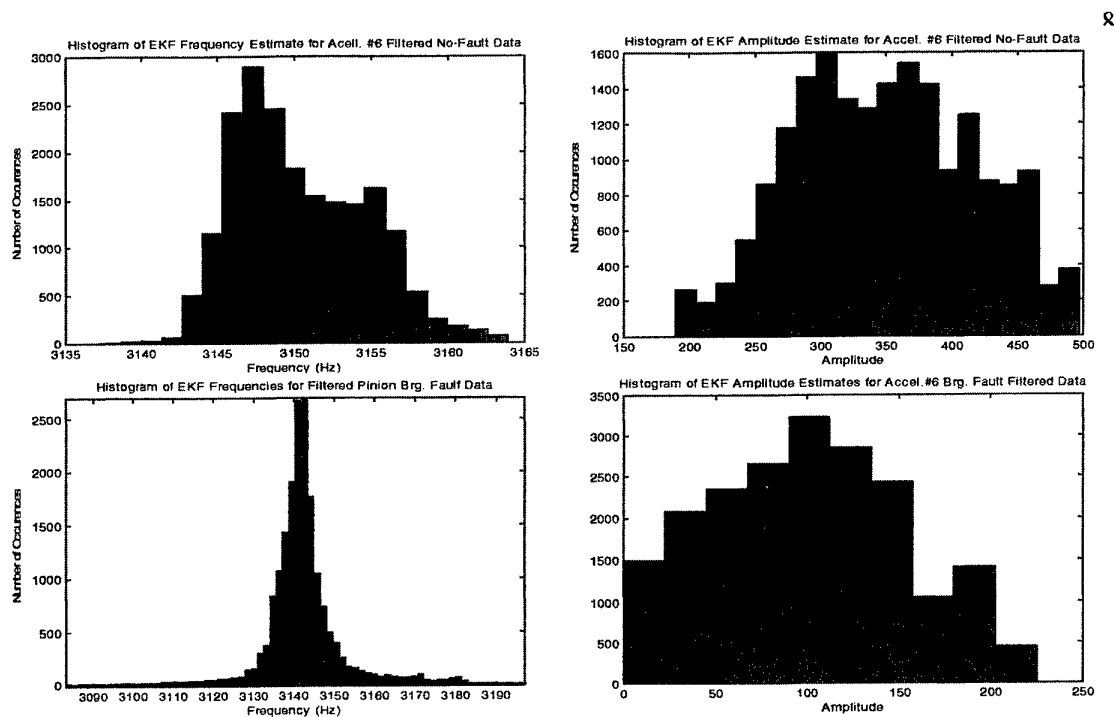 8
Histogram of EKF Frequency Estimate for Acell. #6 Filtered No-Fault Data
3000
2500
2000
1500
1000
500
0
Number of Occurences
3135 3140 3145 3150 3155 3160 3165
Frequency (Hz)
Histogram of EKF Amplitude Estimate for Accel. #6 Filtered No-Fault Data
1600
1400
1200
1000
800
600
400
200
0
Number of Occurences
150 200 250 300 350 400 450 500
Amplitude
Histogram of EKF Frequencies for Filtered Pinion Brg. Fault Data
2500
2000
1500
1000
500
0
Number of Occurences
3090 3100 3110 3120 3130 3140 3150 3160 3170 3180 3190
Frequency (Hz)
Histogram of EKF Amplitude Estimates for Accel.#6 Brg. Fault Filtered Data
3500
3000
2500
2000
1500
1000
500
0
Number of Occurences
0 50 100 150 200 250
Amplitude